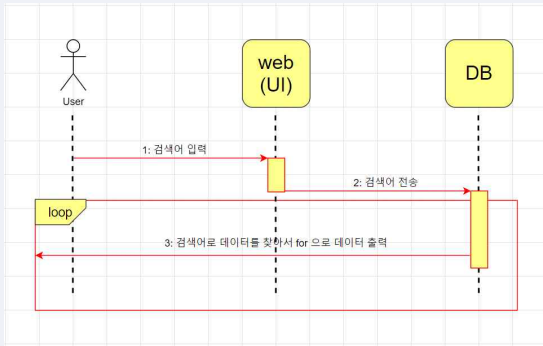 web
(UI)
DB
User
1: 검색어 입력
2: 검색어 전송
loop
3: 검색어로 데이터를 찾아서 for 으로 데이터 출력